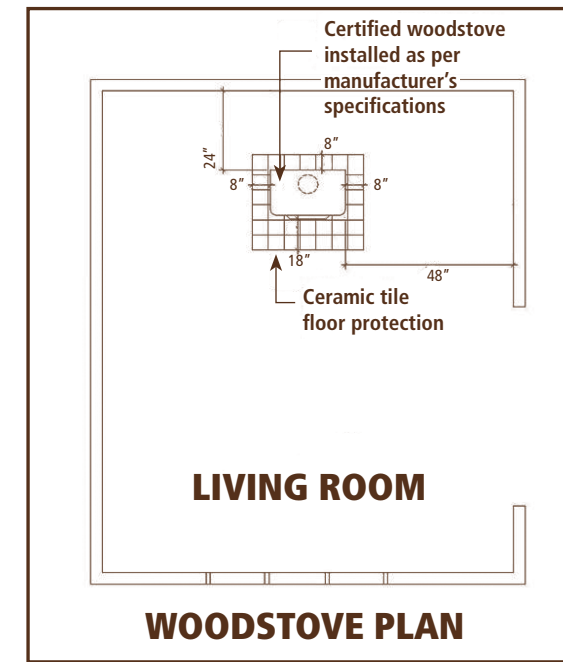 Certified woodstove
installed as per
manufacturer’s
specifications
24”
8”
8”
8”
18”
48”
Ceramic tile
floor protection
LIVING ROOM
WOODSTOVE PLAN